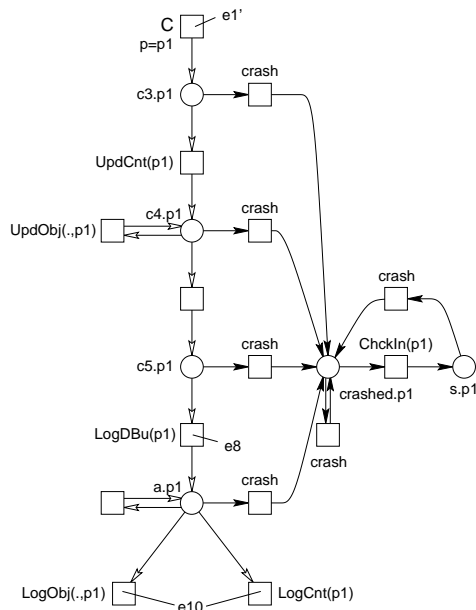 C
e1'
p=p1
crash
c3.p1
UpdCnt(p1)
c4.p1
crash
UpdObj(.,p1)
crash
ChckIn(p1)
crash
c5.p1
crashed.p1
s.p1
LogDBu(p1)
e8
crash
a.p1
crash
LogObj(.,p1)
e10
LogCnt(p1)